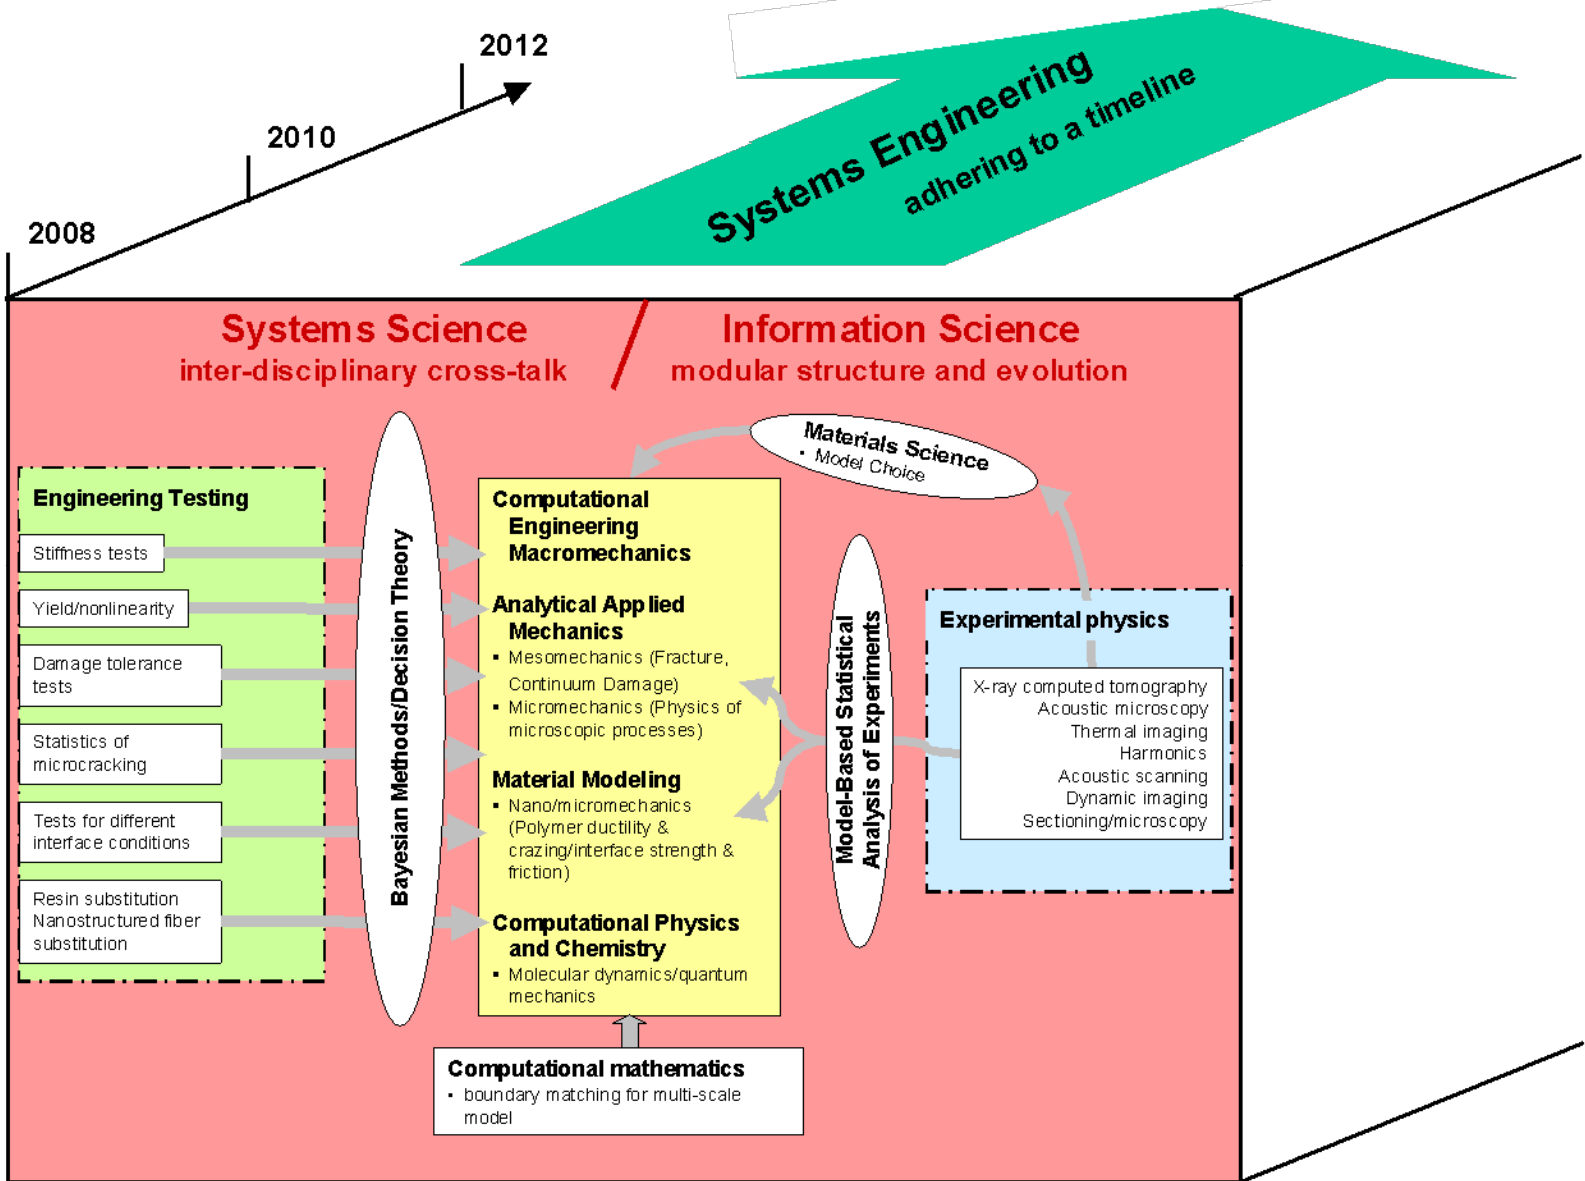 2012
2010
2008
Systems Engineering
adhering to a timeline
Systems Science
inter-disciplinary cross-talk
Information Science
modular structure and evolution
Engineering Testing
Stiffness tests
Yield/nonlinearity
Damage tolerance
tests
Statistics of
microcracking
Tests for different
interface conditions
Resin substitution
Nanostructured fiber
substitution
Bayesian Methods/Decision Theory
Computational
Engineering
Macromechanics
Analytical Applied
Mechanics
▪ Mesomechanics (Fracture,
Continuum Damage)
▪ Micromechanics (Physics of
microscopic processes)
Material Modeling
▪ Nano/micromechanics
(Polymer ductility &
crazing/interface strength &
friction)
Computational Physics
and Chemistry
▪ Molecular dynamics/quantum
mechanics
Computational mathematics
▪ boundary matching for multi-scale
model
Materials Science
▪ Model Choice
Model-Based Statistical
Analysis of Experiments
Experimental physics
X-ray computed tomography
Acoustic microscopy
Thermal imaging
Harmonics
Acoustic scanning
Dynamic imaging
Sectioning/microscopy